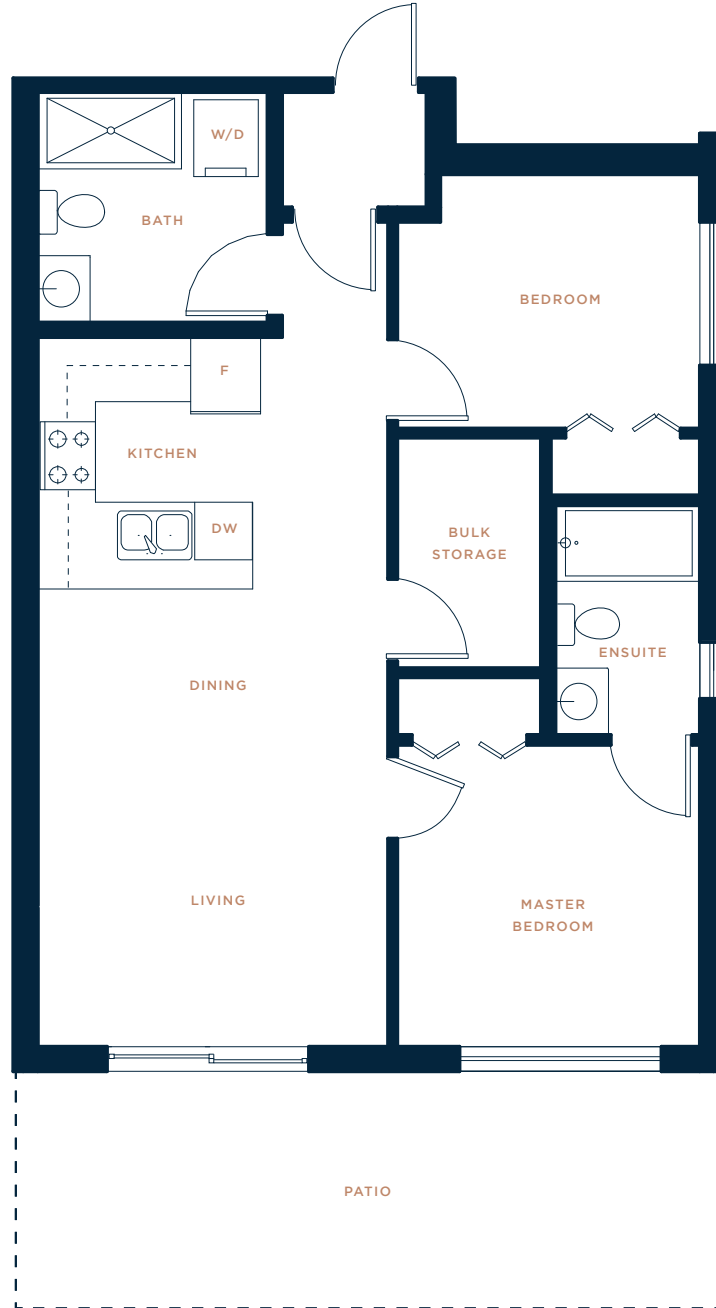 W/D
BATH
BEDROOM
F
KITCHEN
DW
BULK
STORAGE
ENSUITE
DINING
LIVING
MASTER
BEDROOM
PATIO